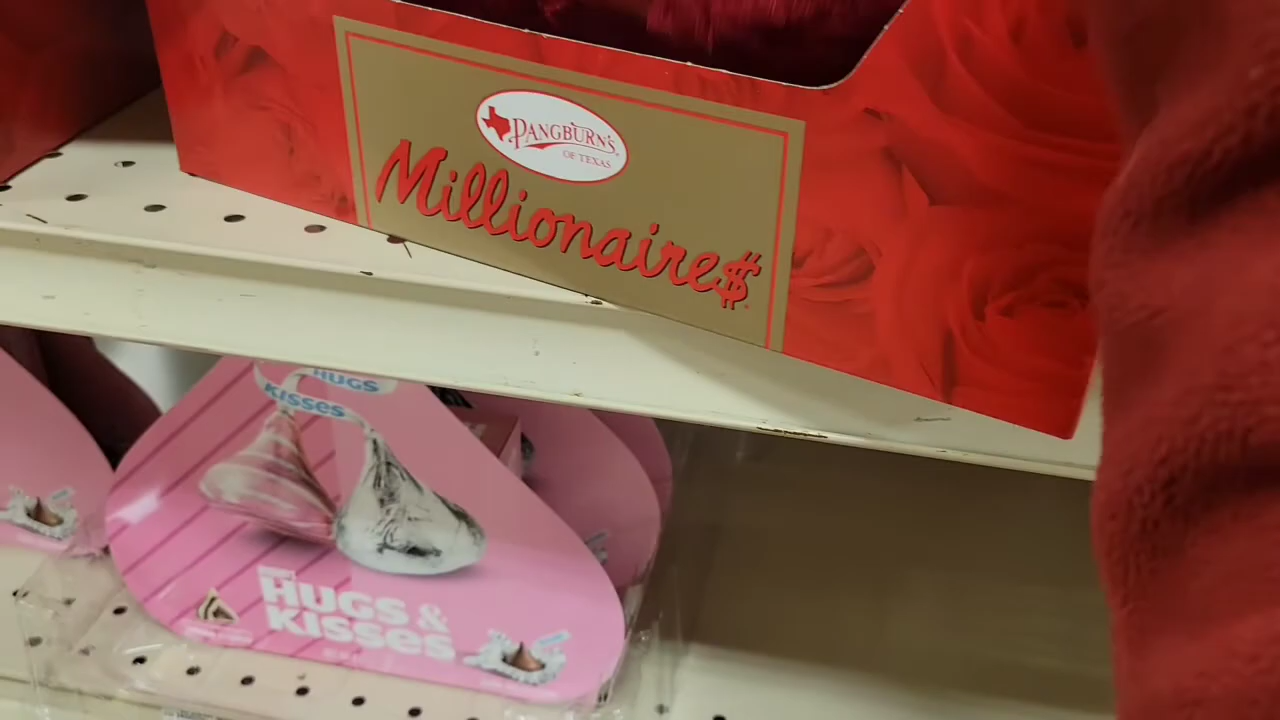 PANGBURN'S
OF TEXAS
Millionaire$
HUGS
KISSES
HUGS &
KISSES